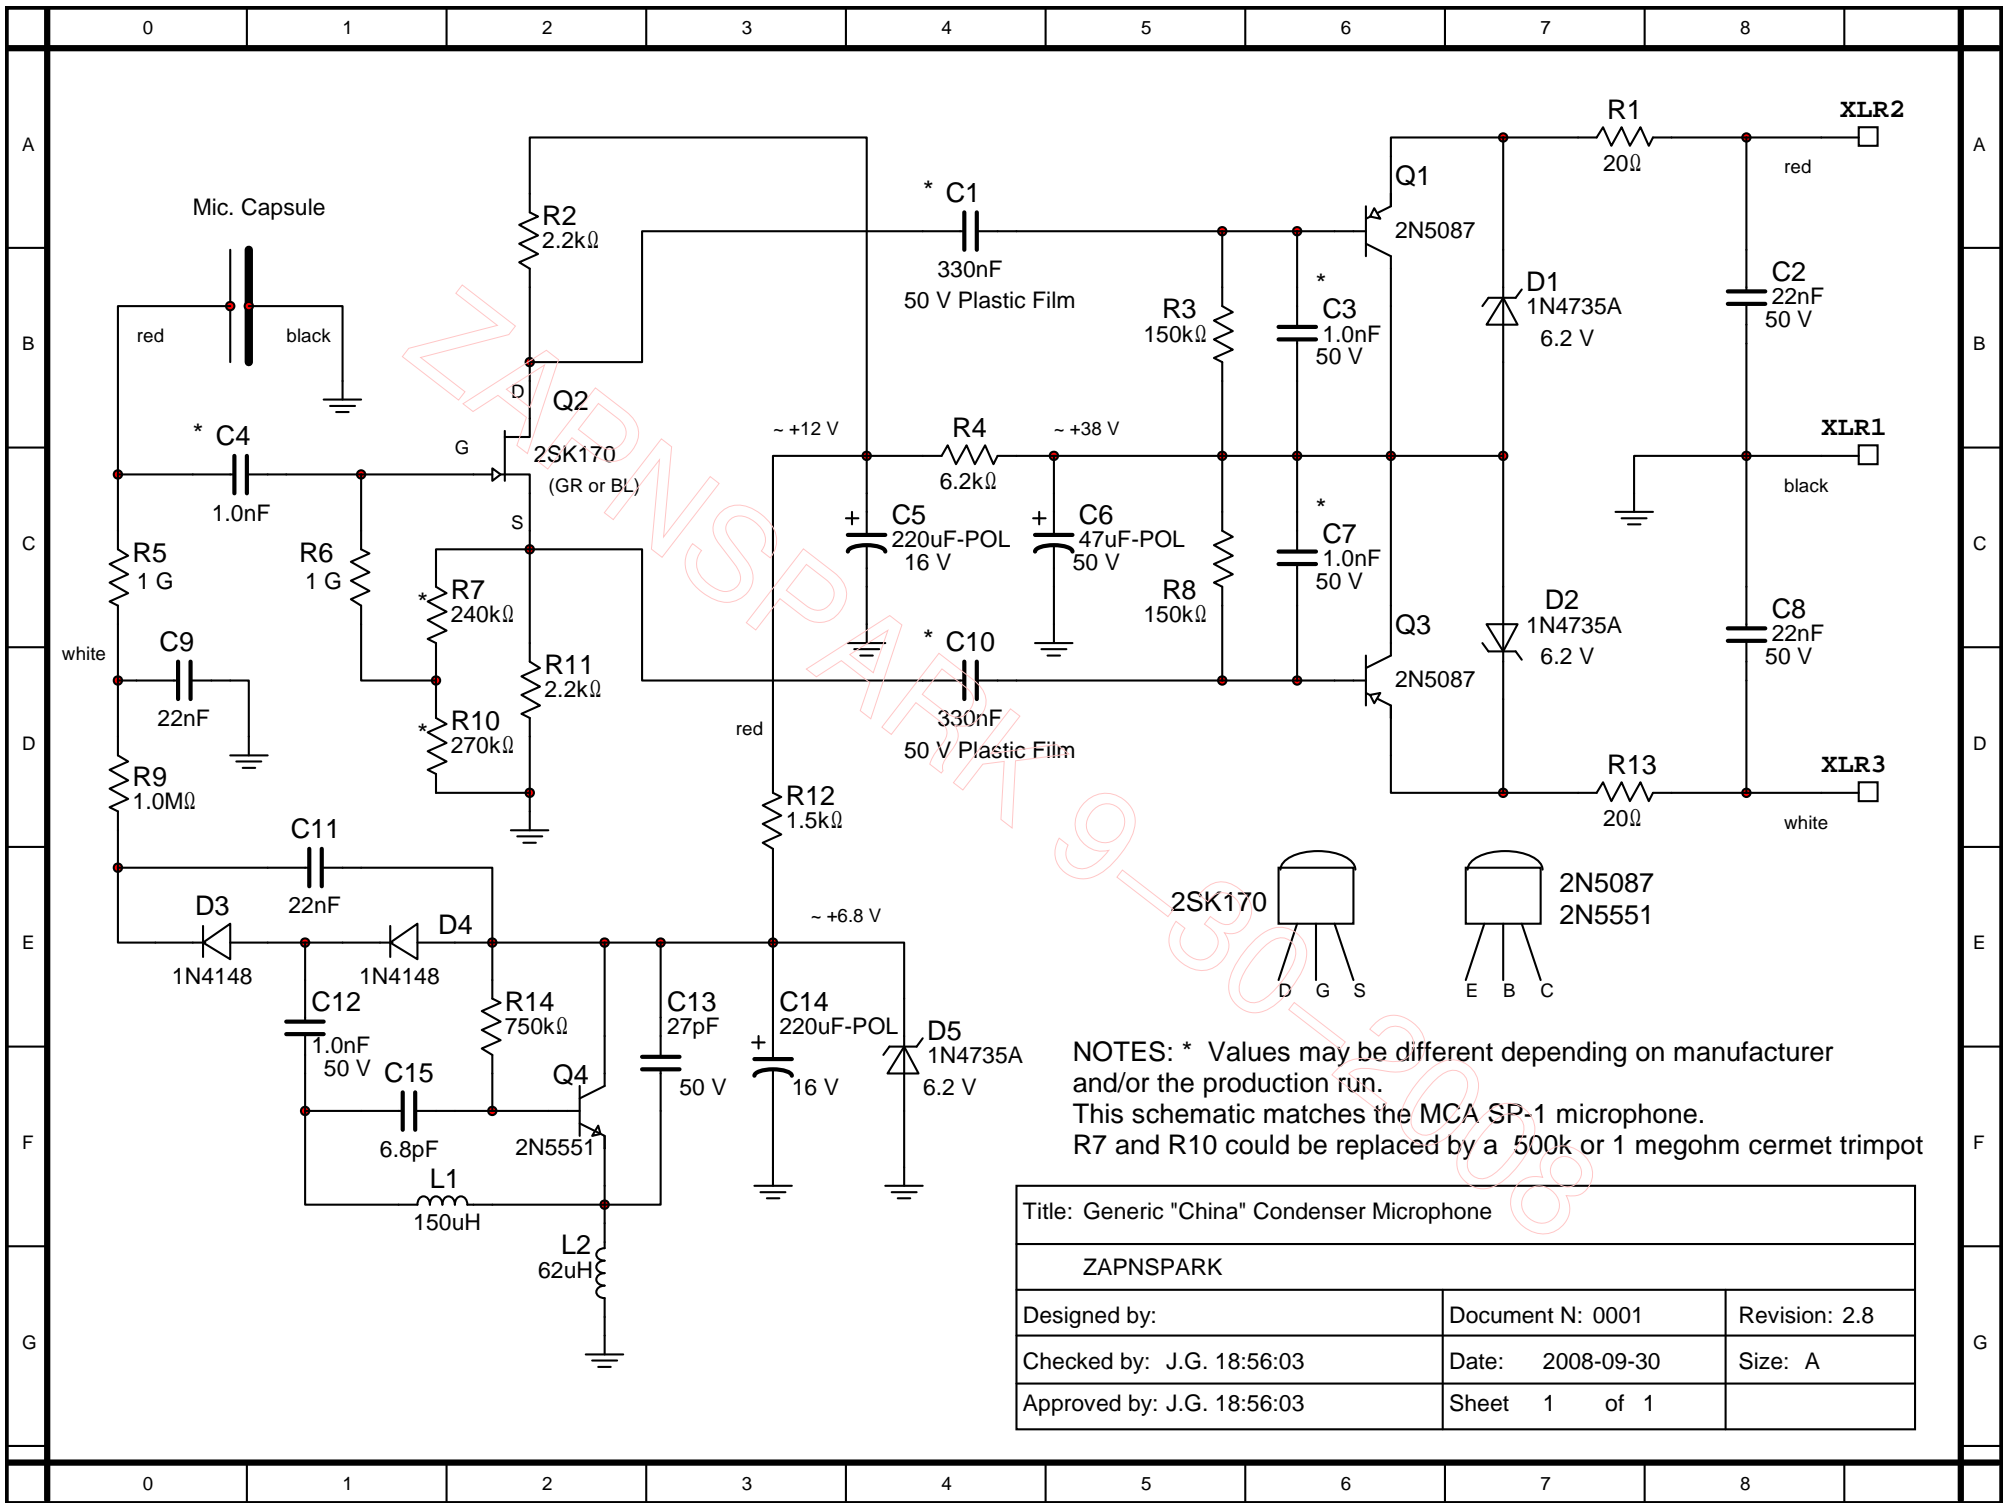 0 1 2 3 4 5 6 7 8
A A
B B
C C
D D
E E
F F
G G
0 1 2 3 4 5 6 7 8
Mic. Capsule
red
black
* C4
1.0nF
R5
1 G
R6
1 G
white
C9
22nF
R9
1.0MΩ
C11
22nF
D3
1N4148
D4
1N4148
C12
1.0nF
50 V
C15
6.8pF
L1
150uH
L2
62uH
R14
750kΩ
Q4
2N5551
C13
27pF
50 V
C14
220uF-POL
+
16 V
D5
1N4735A
6.2 V
~ +6.8 V
R12
1.5kΩ
red
R2
2.2kΩ
D
Q2
G
2SK170
(GR or BL)
S
R7
* 240kΩ
R10
* 270kΩ
R11
2.2kΩ
~ +12 V
R4
6.2kΩ
~ +38 V
+ C5
220uF-POL
16 V
+ C6
47uF-POL
50 V
* C1
330nF
50 V Plastic Film
* C10
330nF
50 V Plastic Film
R3
150kΩ
R8
150kΩ
*
C3
1.0nF
50 V
*
C7
1.0nF
50 V
Q1
2N5087
Q3
2N5087
D1
1N4735A
6.2 V
D2
1N4735A
6.2 V
R1
20Ω
R13
20Ω
C2
22nF
50 V
C8
22nF
50 V
XLR2
red
XLR1
black
XLR3
white
2SK170
D G S
2N5087
2N5551
E B C
NOTES: * Values may be different depending on manufacturer
and/or the production run.
This schematic matches the MCA SP-1 microphone.
R7 and R10 could be replaced by a 500k or 1 megohm cermet trimpot
Title: Generic "China" Condenser Microphone
ZAPNSPARK
Designed by:
Document N: 0001
Revision: 2.8
Checked by: J.G. 18:56:03
Date: 2008-09-30
Size: A
Approved by: J.G. 18:56:03
Sheet 1 of 1
ZAPNSPARK 9-30-2008